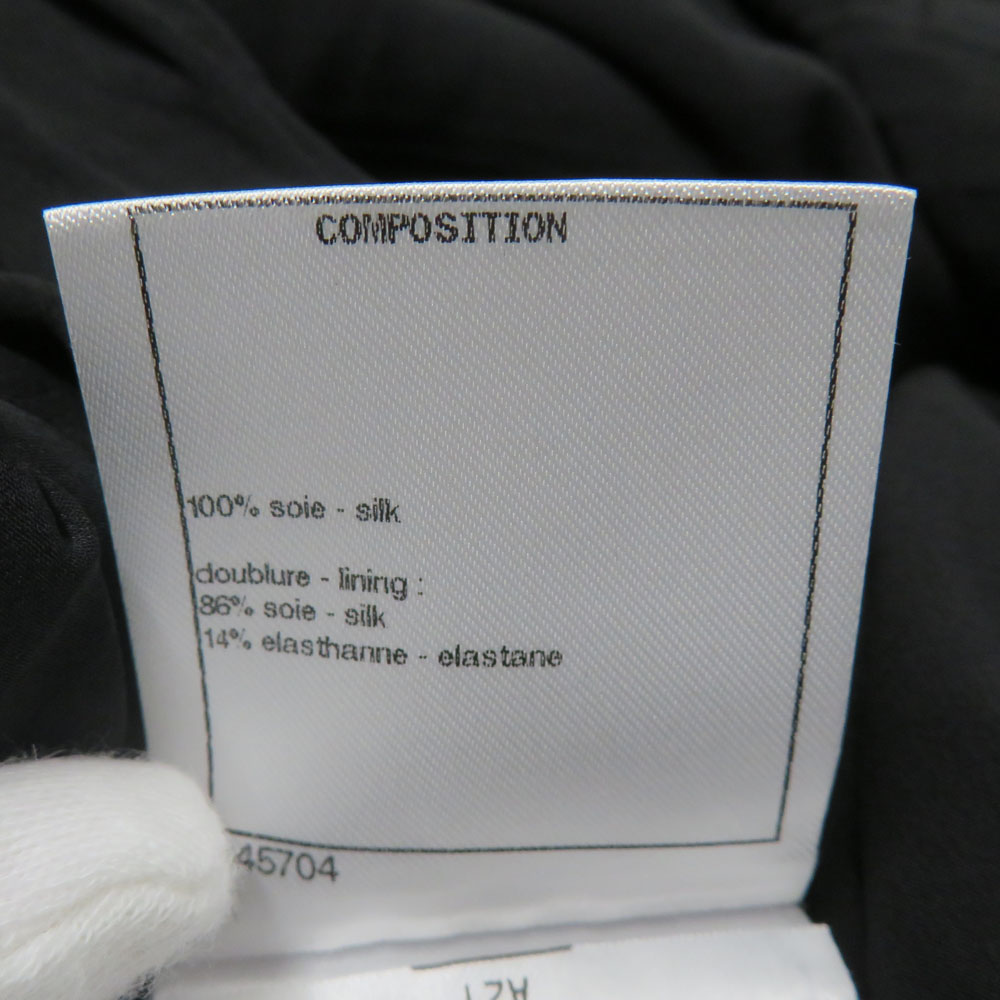 COMPOSITION
100% soie - silk
doublure - lining :
86% soie - silk
14% elasthanne - elastane
45704